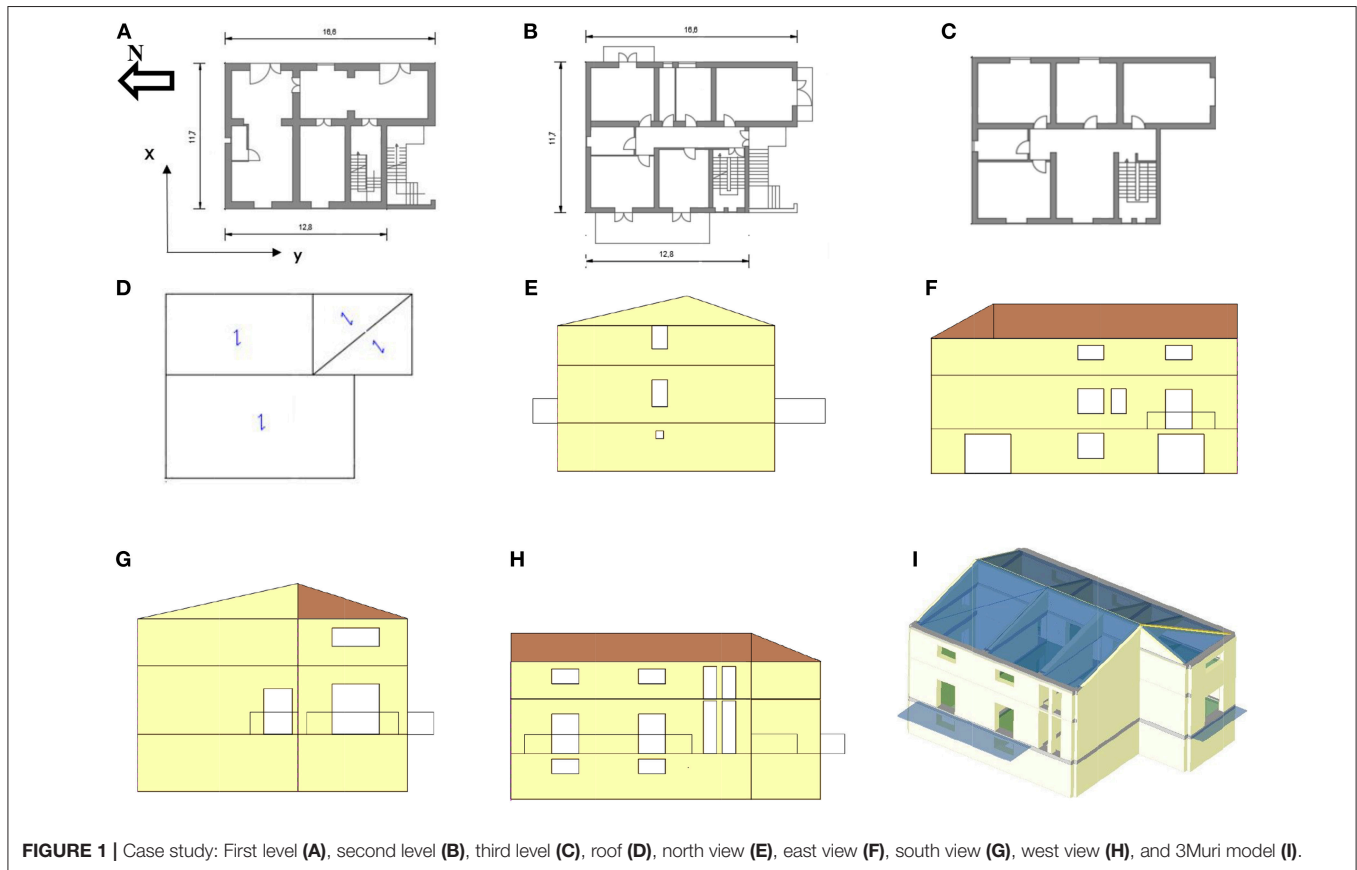 A
N
16,6
11,7
X
12,8
y
B
16,6
11,7
12,8
C
D
E
F
G
H
I
FIGURE 1 | Case study: First level (A), second level (B), third level (C), roof (D), north view (E), east view (F), south view (G), west view (H), and 3Muri model (I).